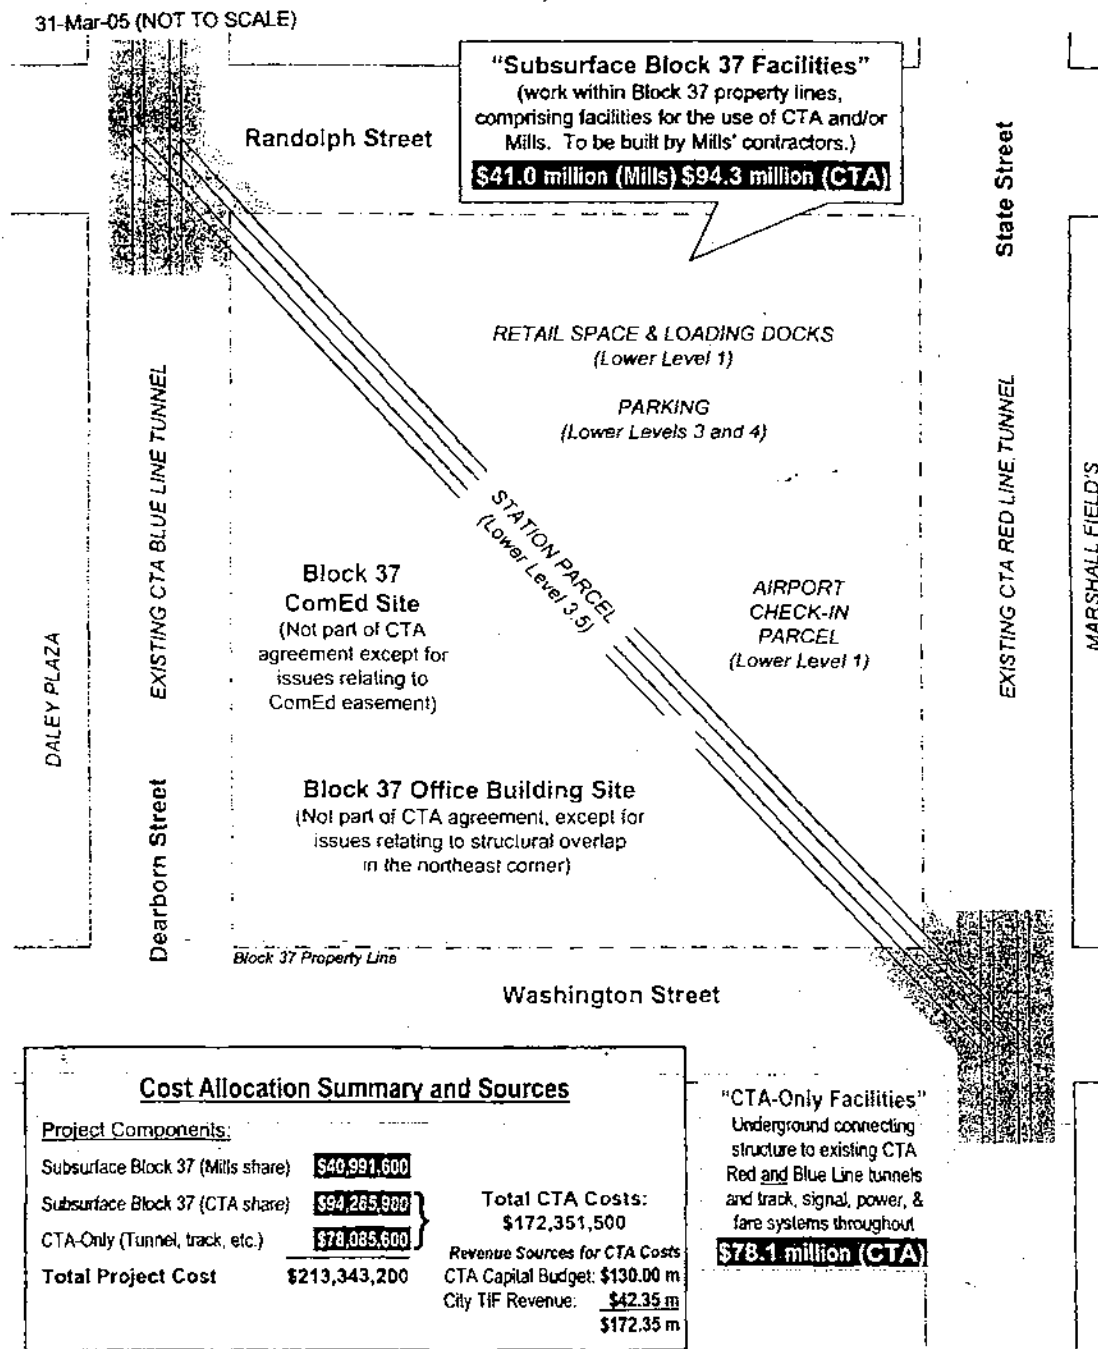 31-Mar-05 (NOT TO SCALE)
"Subsurface Block 37 Facilities"
(work within Block 37 property lines,
comprising facilities for the use of CTA and/or
Mills. To be built by Mills' contractors.)
$41.0 million (Mills) $94.3 million (CTA)
Randolph Street
State Street
RETAIL SPACE & LOADING DOCKS
(Lower Level 1)
PARKING
(Lower Levels 3 and 4)
EXISTING CTA BLUE LINE TUNNEL
EXISTING CTA RED LINE TUNNEL
MARSHALL FIELD'S
STATION PARCEL
(Lower Level 3.5)
Block 37
ComEd Site
(Not part of CTA
agreement except for
issues relating to
ComEd easement)
AIRPORT
CHECK-IN
PARCEL
(Lower Level 1)
DALEY PLAZA
Dearborn Street
Block 37 Office Building Site
(Not part of CTA agreement, except for
issues relating to structural overlap
in the northeast corner)
Block 37 Property Line
Washington Street
Cost Allocation Summary and Sources
Project Components:
Subsurface Block 37 (Mills share) $40,991,600
Subsurface Block 37 (CTA share) $94,265,900
CTA-Only (Tunnel, track, etc.) $78,085,600
Total Project Cost $213,343,200
Total CTA Costs:
$172,351,500
Revenue Sources for CTA Costs
CTA Capital Budget: $130.00 m
City TIF Revenue: $42.35 m
$172.35 m
"CTA-Only Facilities"
Underground connecting
structure to existing CTA
Red and Blue Line tunnels
and track, signal, power, &
fare systems throughout
$78.1 million (CTA)